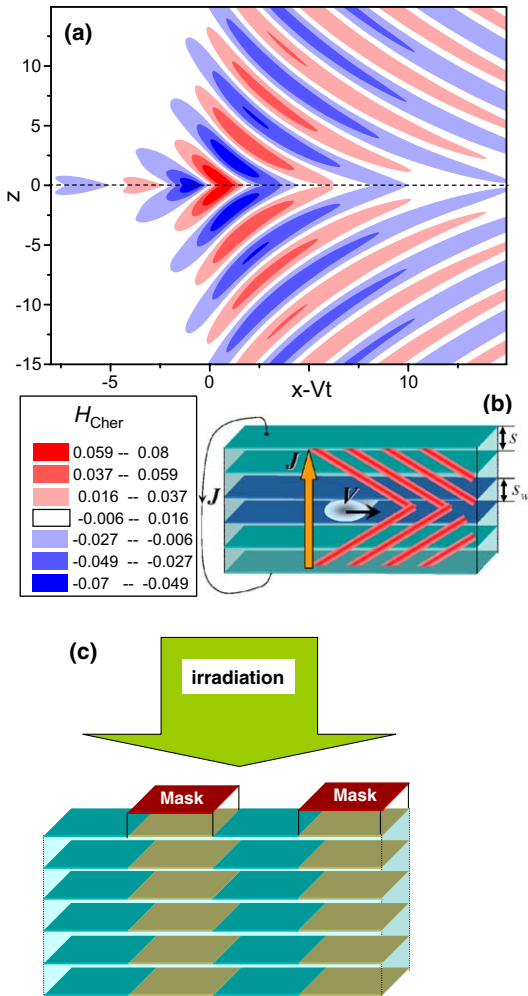 (a)
10
5
0
-5
-10
-15
z
-5
0
5
10
x-Vt
H Cher
0.059 -- 0.08
0.037 -- 0.059
0.016 -- 0.037
-0.006 -- 0.016
-0.027 -- -0.006
-0.049 -- -0.027
-0.07 -- -0.049
(b)
J
J
V
s
s w
(c)
irradiation
Mask
Mask